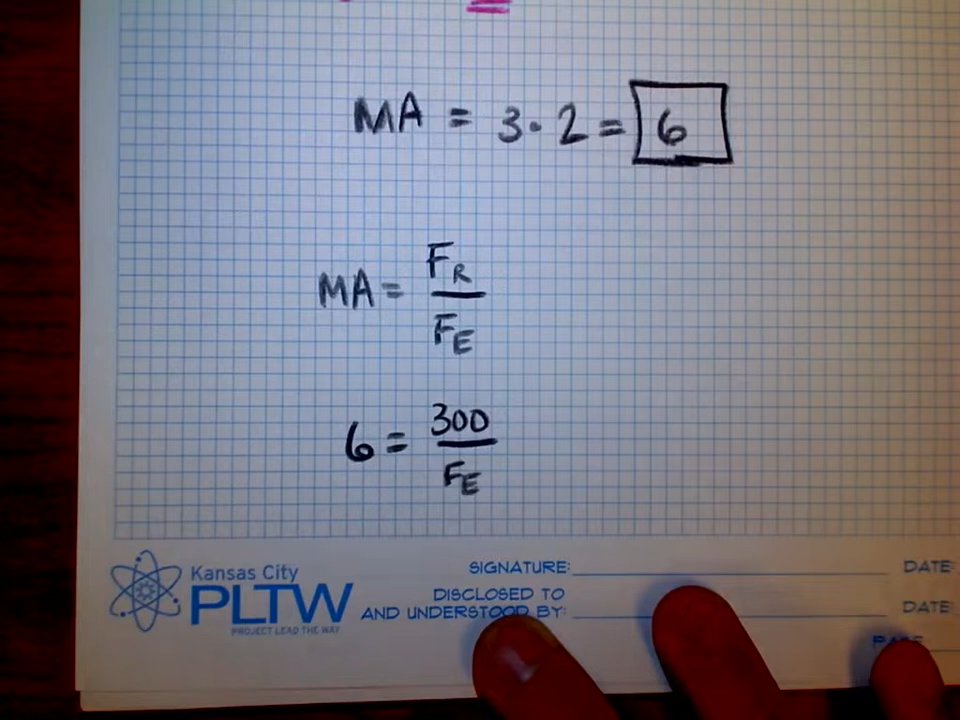 MA = 3 · 2 = 6
MA = F_R / F_E
6 = 300 / F_E
Kansas City
PLTW
PROJECT LEAD THE WAY
SIGNATURE: DATE:
DISCLOSED TO
AND UNDERSTOOD BY: DATE: